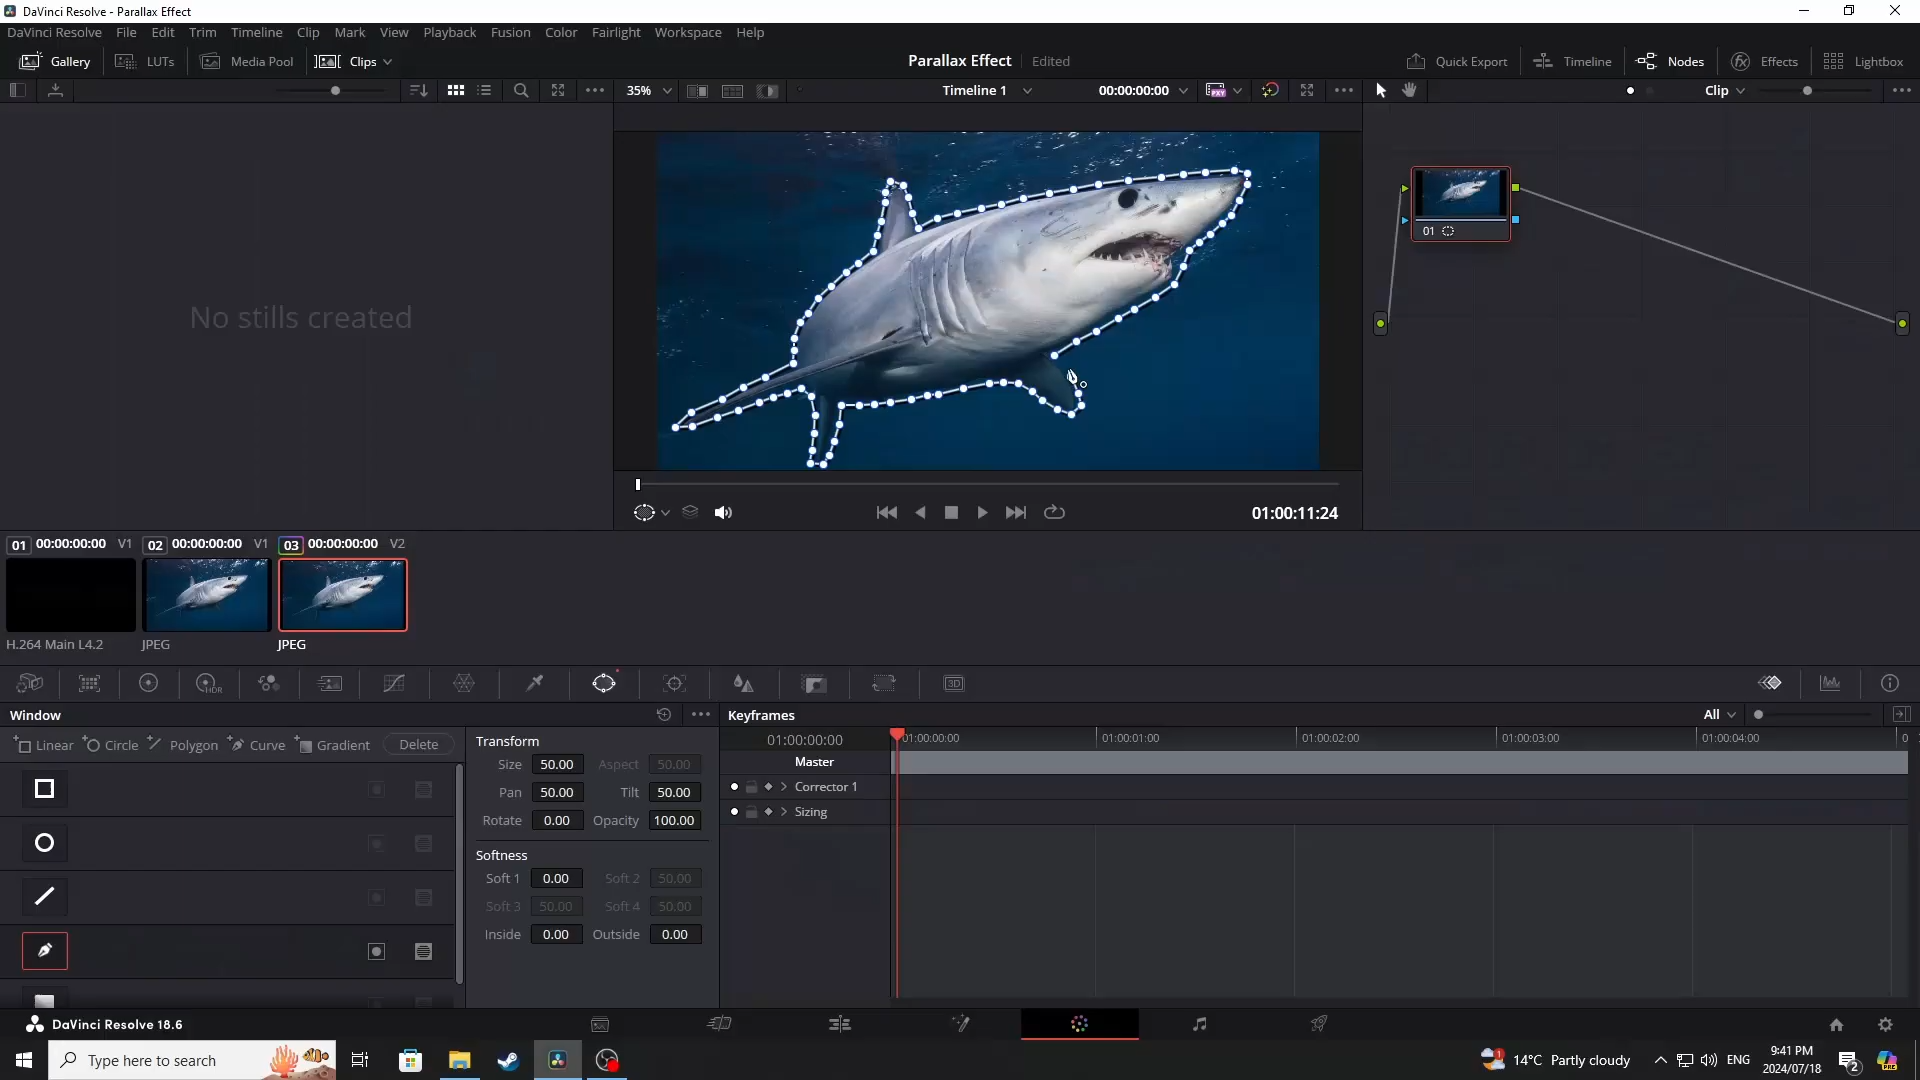 DaVinci Resolve - Parallax Effect
DaVinci Resolve File Edit Trim Timeline Clip Mark View Playback Fusion Color Fairlight Workspace Help
Gallery LUTs Media Pool Clips Parallax Effect Edited Quick Export Timeline Nodes Effects Lightbox
35% Timeline 1 00:00:00:00 PXY Clip
01
No stills created
01:00:11:24
01 00:00:00:00 V1 02 00:00:00:00 V1 03 00:00:00:00 V2
H.264 Main L4.2 JPEG JPEG
HDR 3D
Window
Linear Circle Polygon Curve Gradient Delete
Transform
Size 50.00 Aspect 50.00
Pan 50.00 Tilt 50.00
Rotate 0.00 Opacity 100.00
Softness
Soft 1 0.00 Soft 2 50.00
Soft 3 50.00 Soft 4 50.00
Inside 0.00 Outside 0.00
Keyframes All
01:00:00:00 01:00:00:00 01:00:01:00 01:00:02:00 01:00:03:00 01:00:04:00 0
Master
Corrector 1
Sizing
DaVinci Resolve 18.6
Type here to search
1 14°C Partly cloudy ENG 9:41 PM
2024/07/18 2 PRE